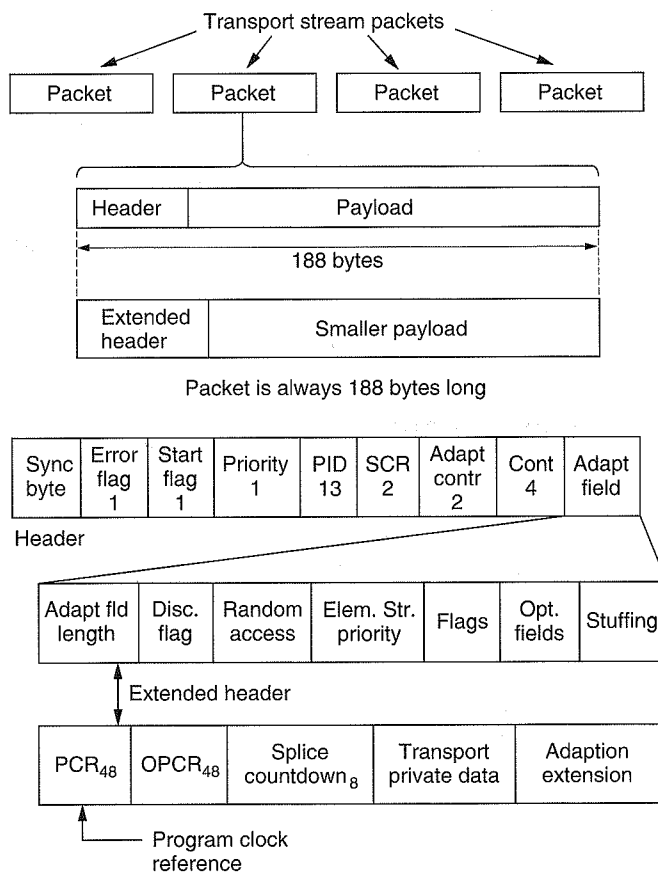 Transport stream packets
Packet Packet Packet Packet
Header Payload
188 bytes
Extended header Smaller payload
Packet is always 188 bytes long
Sync byte
Error flag 1
Start flag 1
Priority 1
PID 13
SCR 2
Adapt contr 2
Cont 4
Adapt field
Header
Adapt fld length
Disc. flag
Random access
Elem. Str. priority
Flags
Opt. fields
Stuffing
Extended header
PCR48
OPCR48
Splice countdown8
Transport private data
Adaption extension
Program clock reference